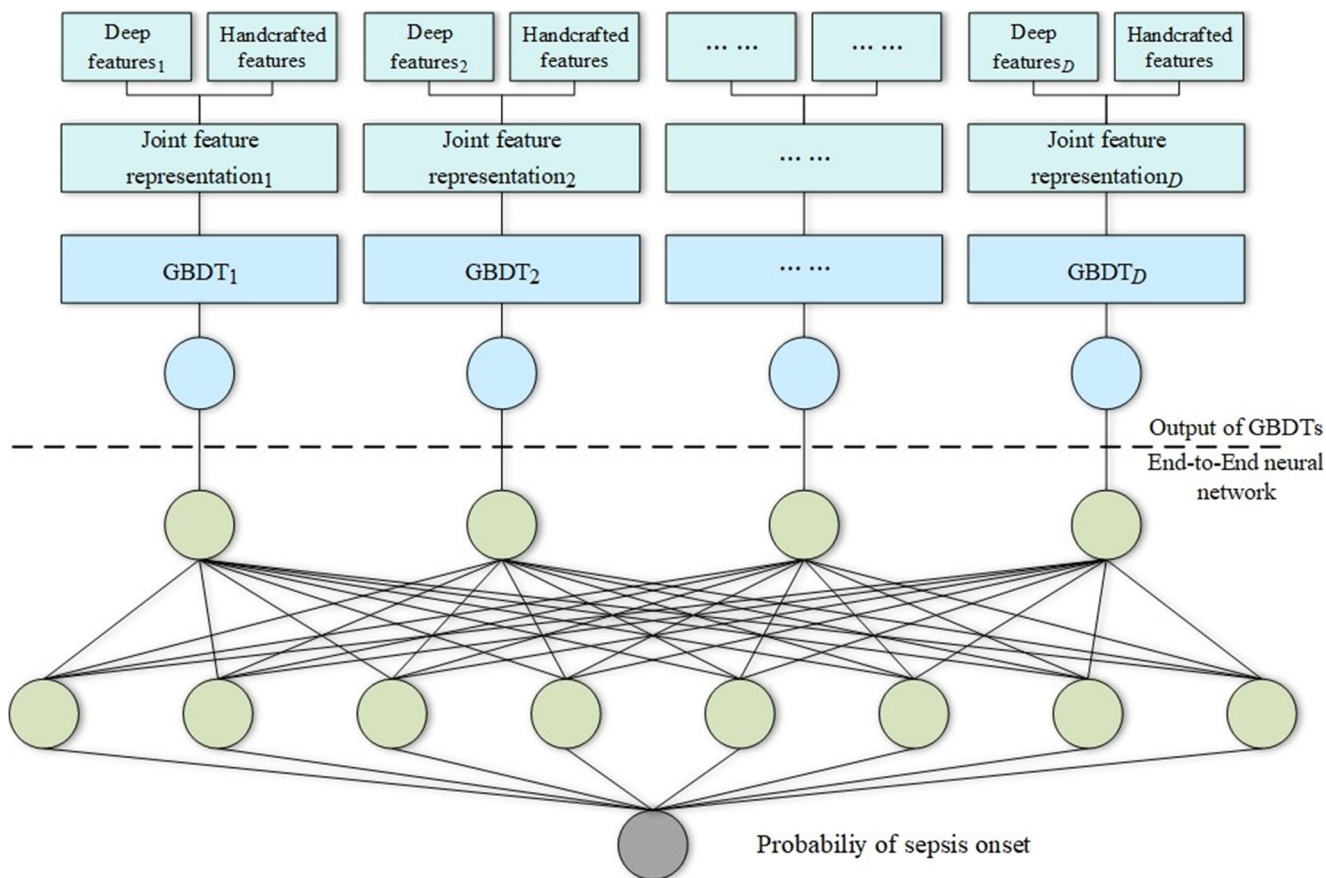 Deep
features1
Handcrafted
features
Deep
features2
Handcrafted
features
... ...
... ...
Deep
featuresD
Handcrafted
features
Joint feature
representation1
Joint feature
representation2
... ...
Joint feature
representationD
GBDT1
GBDT2
... ...
GBDTD
Output of GBDTs
End-to-End neural
network
Probabiliy of sepsis onset